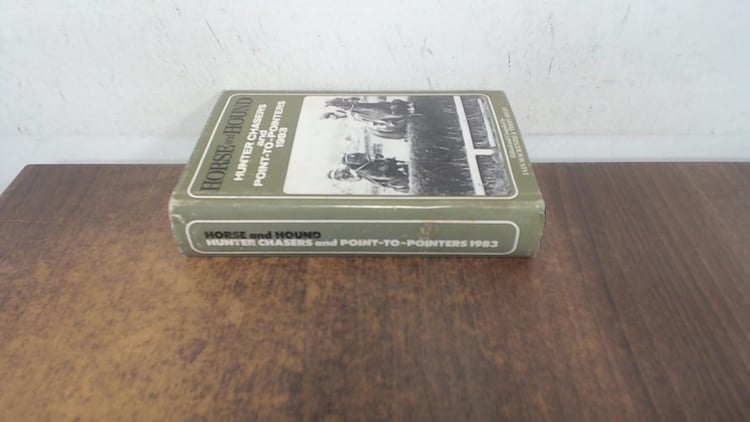 HORSE and HOUND
HUNTER CHASERS
and
POINT-TO-POINTERS
1983
HORSE and HOUND
HUNTER CHASERS and POINT-TO-POINTERS 1983